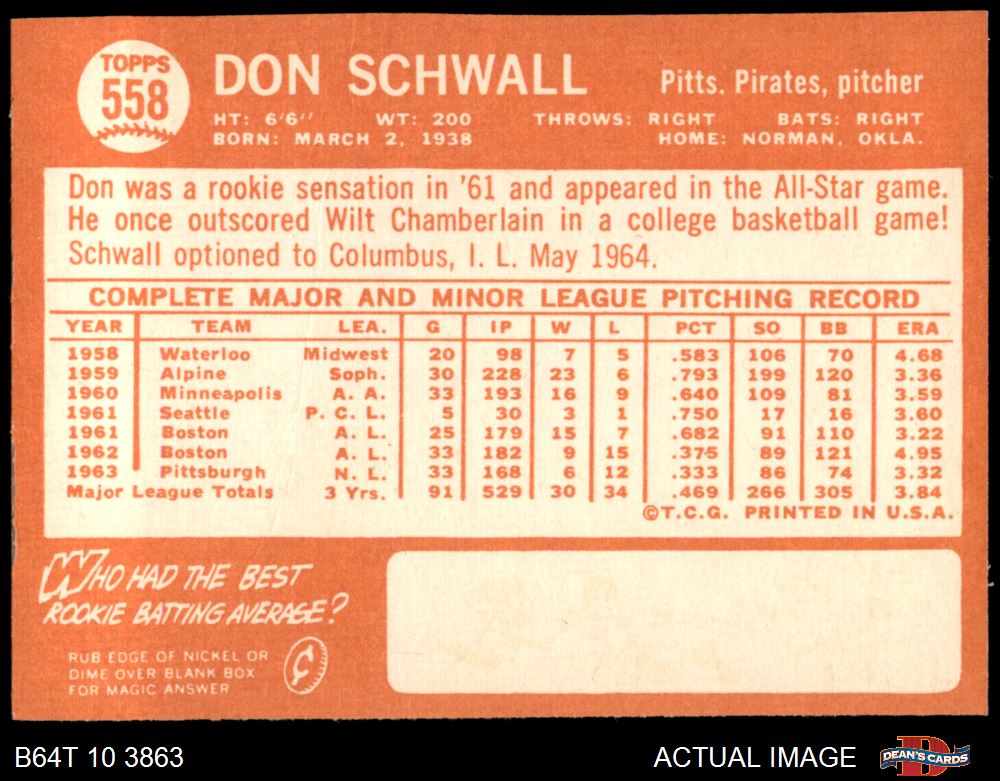 TOPPS
558
DON SCHWALL
Pitts. Pirates, pitcher
HT: 6'6" WT: 200 THROWS: RIGHT BATS: RIGHT
BORN: MARCH 2, 1938 HOME: NORMAN, OKLA.
Don was a rookie sensation in '61 and appeared in the All-Star game.
He once outscored Wilt Chamberlain in a college basketball game!
Schwall optioned to Columbus, I. L. May 1964.
COMPLETE MAJOR AND MINOR LEAGUE PITCHING RECORD
YEAR TEAM LEA. G IP W L PCT SO BB ERA
1958 Waterloo Midwest 20 98 7 5 .583 106 70 4.68
1959 Alpine Soph. 30 228 23 6 .793 199 120 3.36
1960 Minneapolis A. A. 33 193 16 9 .640 109 81 3.59
1961 Seattle P. C. L. 5 30 3 1 .750 17 16 3.60
1961 Boston A. L. 25 179 15 7 .682 91 110 3.22
1962 Boston A. L. 33 182 9 15 .375 89 121 4.95
1963 Pittsburgh N. L. 33 168 6 12 .333 86 74 3.32
Major League Totals 3 Yrs. 91 529 30 34 .469 266 305 3.84
©T.C.G. PRINTED IN U.S.A.
WHO HAD THE BEST
ROOKIE BATTING AVERAGE?
RUB EDGE OF NICKEL OR
DIME OVER BLANK BOX
FOR MAGIC ANSWER
¢
B64T 10 3863
ACTUAL IMAGE
DEAN'S CARDS